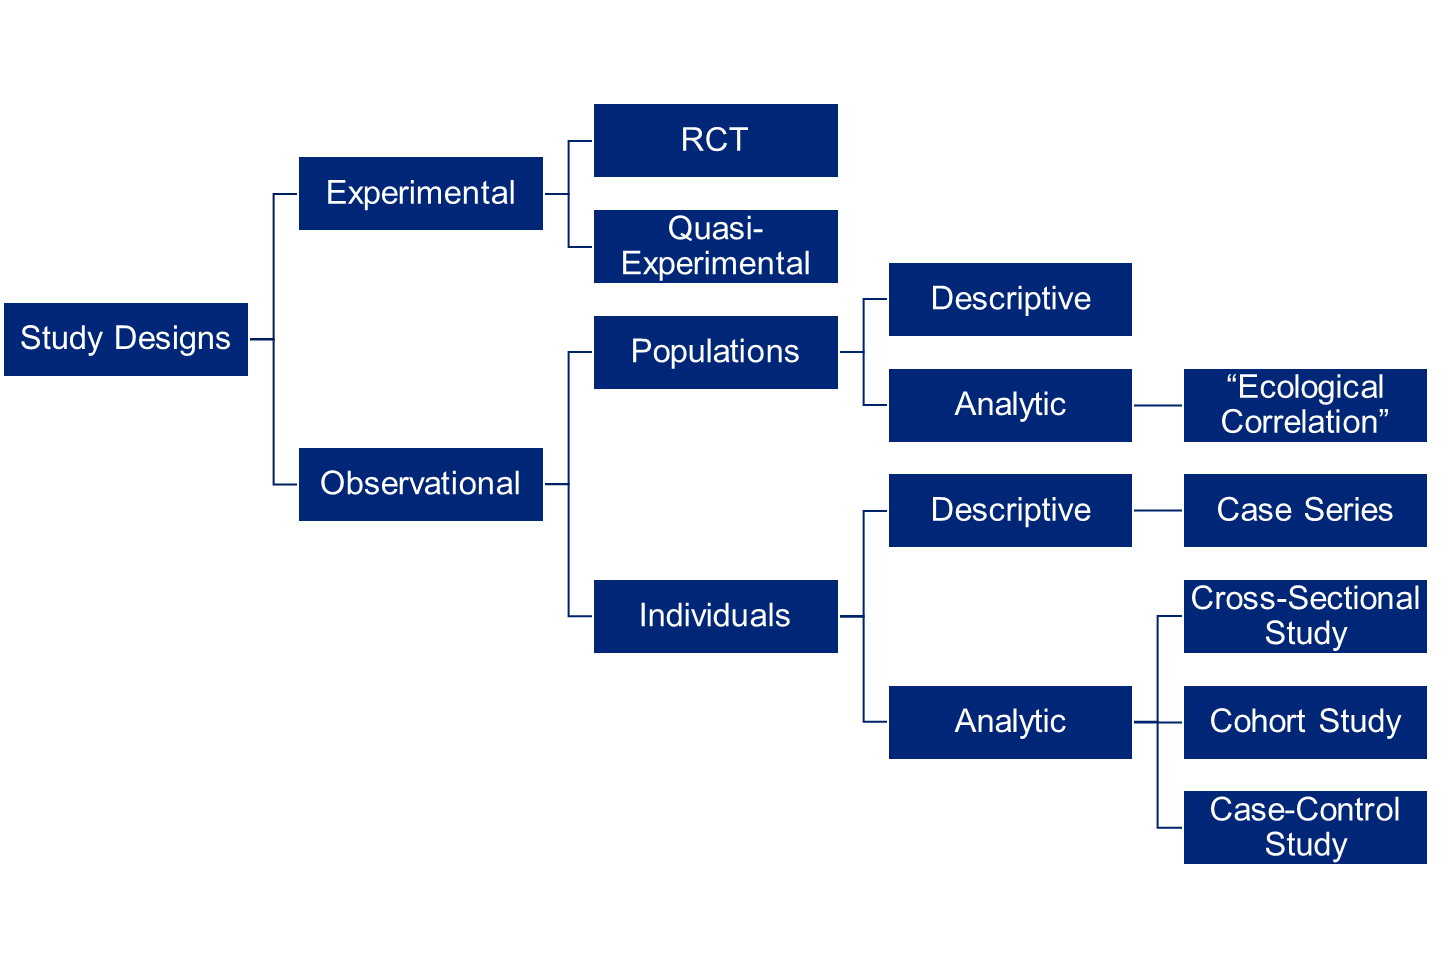 Study Designs
Experimental
RCT
Quasi-
Experimental
Observational
Populations
Descriptive
Analytic
“Ecological
Correlation”
Individuals
Descriptive
Case Series
Analytic
Cross-Sectional
Study
Cohort Study
Case-Control
Study